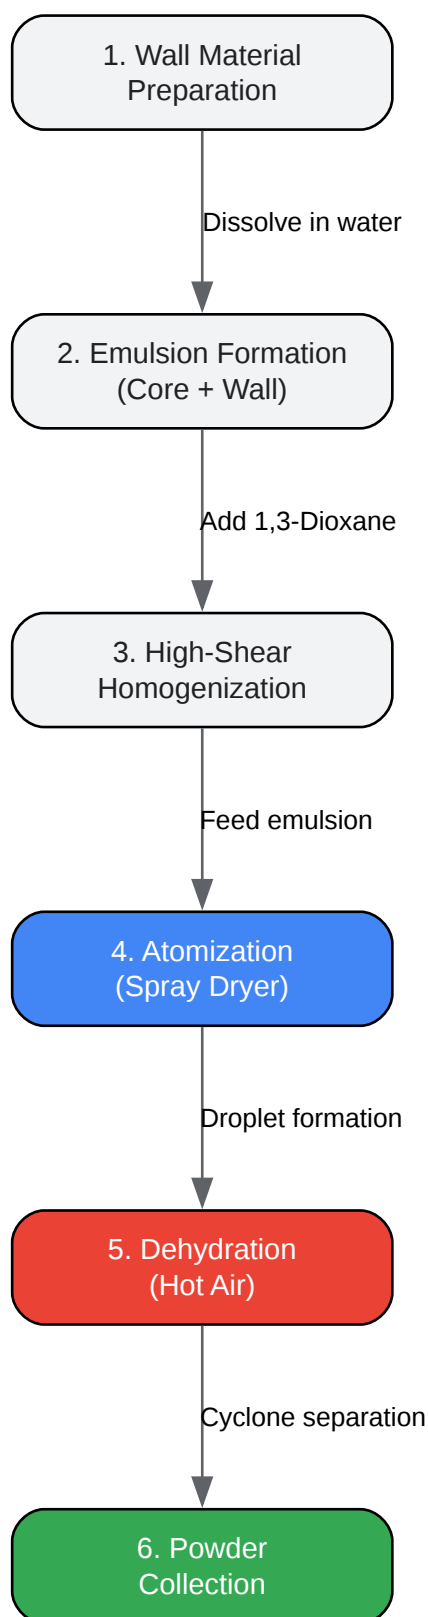 1. Wall Material
Preparation
Dissolve in water
2. Emulsion Formation
(Core + Wall)
Add 1,3-Dioxane
3. High-Shear
Homogenization
Feed emulsion
4. Atomization
(Spray Dryer)
Droplet formation
5. Dehydration
(Hot Air)
Cyclone separation
6. Powder
Collection